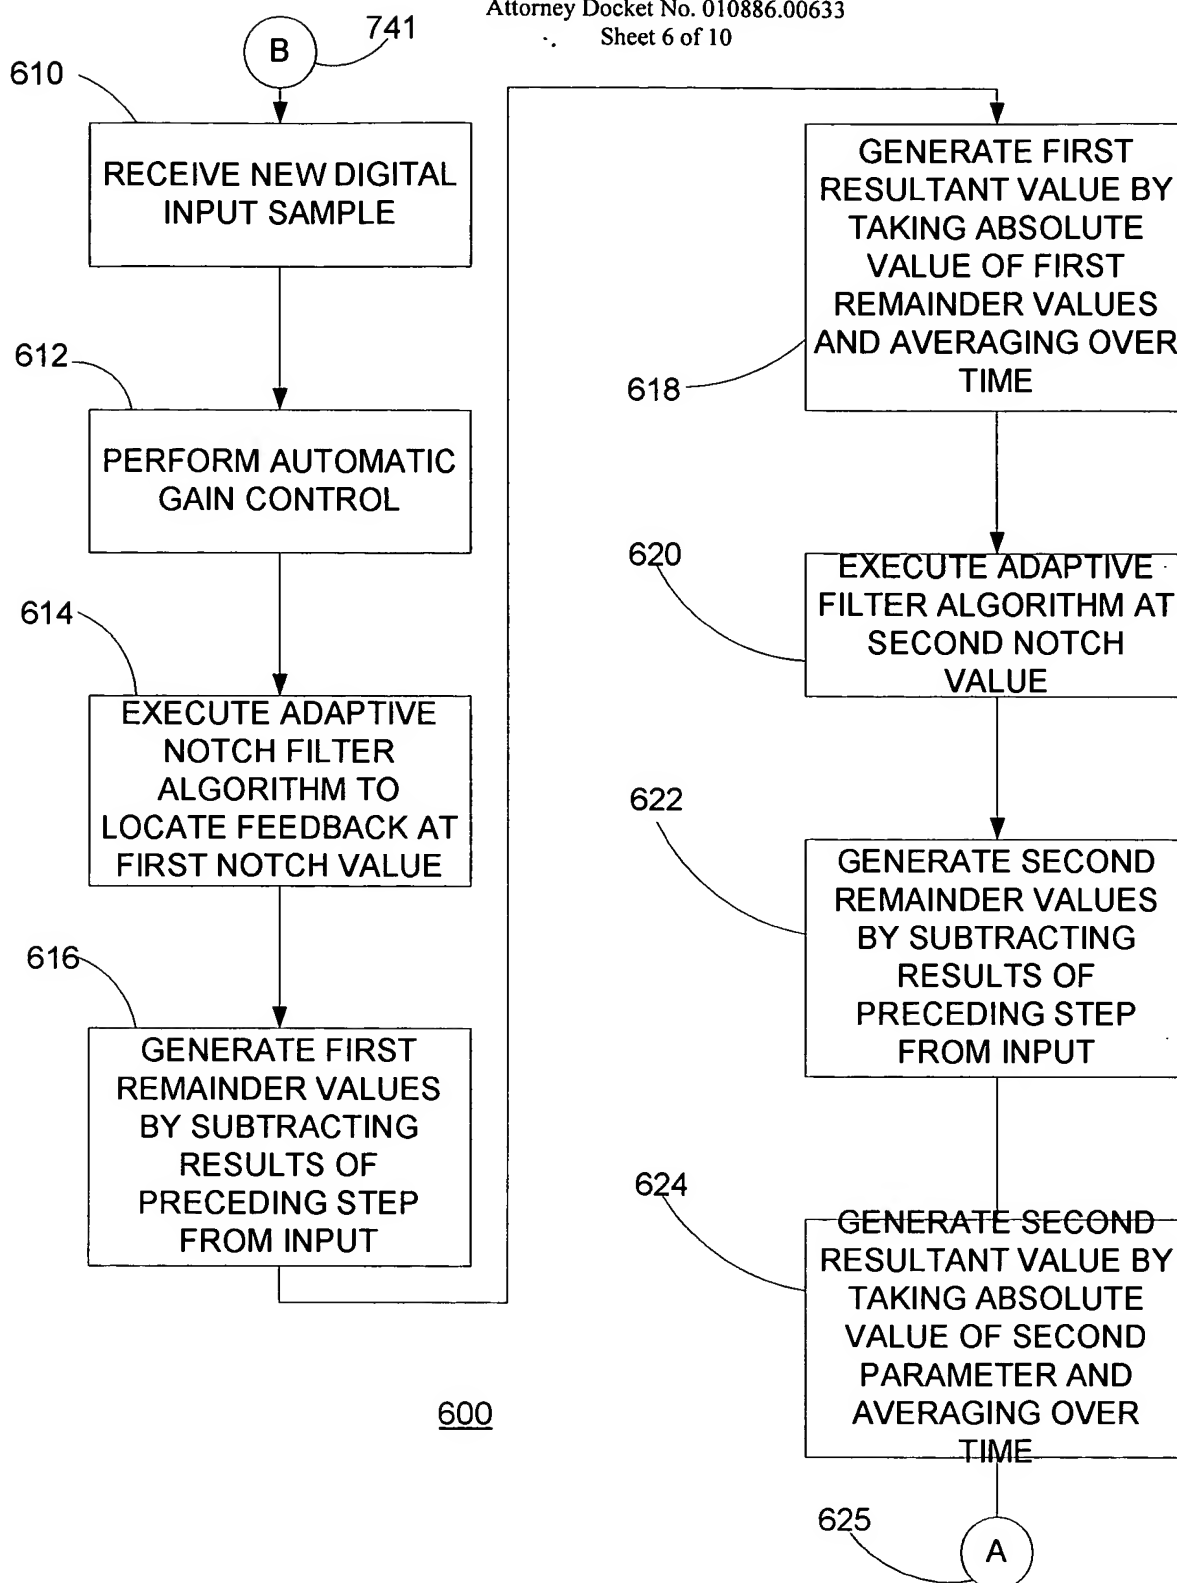 Attorney Docket No. 010886.00633
Sheet 6 of 10
B
741
610
RECEIVE NEW DIGITAL
INPUT SAMPLE
612
PERFORM AUTOMATIC
GAIN CONTROL
614
EXECUTE ADAPTIVE
NOTCH FILTER
ALGORITHM TO
LOCATE FEEDBACK AT
FIRST NOTCH VALUE
616
GENERATE FIRST
REMAINDER VALUES
BY SUBTRACTING
RESULTS OF
PRECEDING STEP
FROM INPUT
600
GENERATE FIRST
RESULTANT VALUE BY
TAKING ABSOLUTE
VALUE OF FIRST
REMAINDER VALUES
AND AVERAGING OVER
TIME
618
620
EXECUTE ADAPTIVE
FILTER ALGORITHM AT
SECOND NOTCH
VALUE
622
GENERATE SECOND
REMAINDER VALUES
BY SUBTRACTING
RESULTS OF
PRECEDING STEP
FROM INPUT
624
GENERATE SECOND
RESULTANT VALUE BY
TAKING ABSOLUTE
VALUE OF SECOND
PARAMETER AND
AVERAGING OVER
TIME
625
A